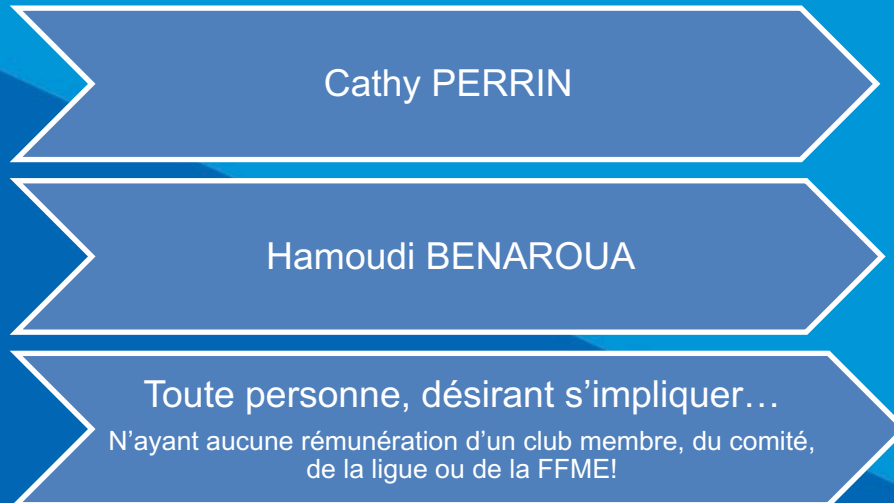 Cathy PERRIN
Hamoudi BENAROUA
Toute personne, désirant s’impliquer…
N’ayant aucune rémunération d’un club membre, du comité,
de la ligue ou de la FFME!